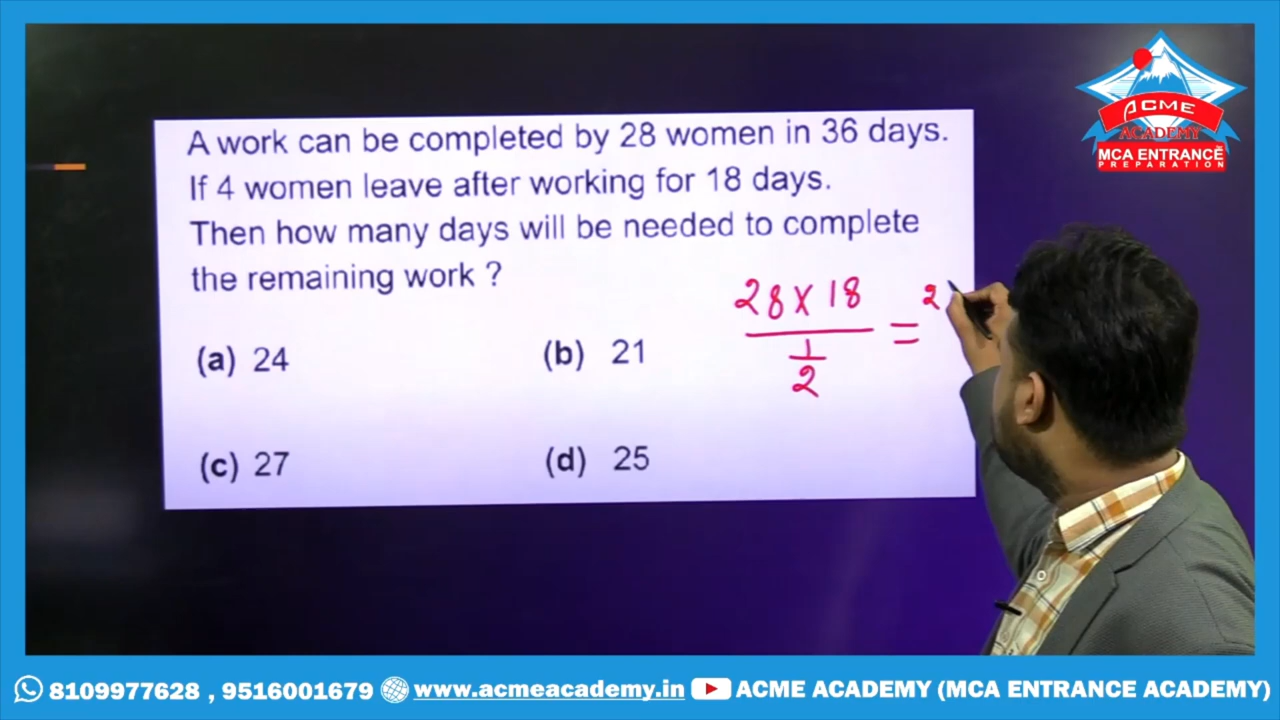 ACME
ACADEMY
MCA ENTRANCE
PREPARATION
A work can be completed by 28 women in 36 days.
If 4 women leave after working for 18 days.
Then how many days will be needed to complete
the remaining work ?
28 x 18
= 2
1
2
(a) 24
(b) 21
(c) 27
(d) 25
8109977628 , 9516001679 www.acmeacademy.in ACME ACADEMY (MCA ENTRANCE ACADEMY)